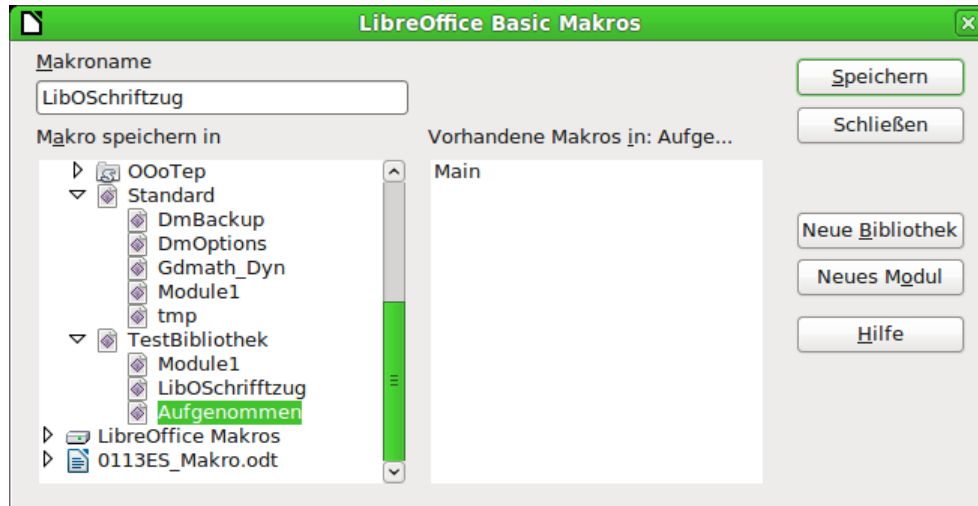 LibreOffice Basic Makros
Makroname
LibOSchriftzug
Makro speichern in
OOoTep
Standard
DmBackup
DmOptions
Gdmath_Dyn
Module1
tmp
TestBibliothek
Module1
LibOSchrifftzug
Aufgenommen
LibreOffice Makros
0113ES_Makro.odt
Vorhandene Makros in: Aufge...
Main
Speichern
Schließen
Neue Bibliothek
Neues Modul
Hilfe